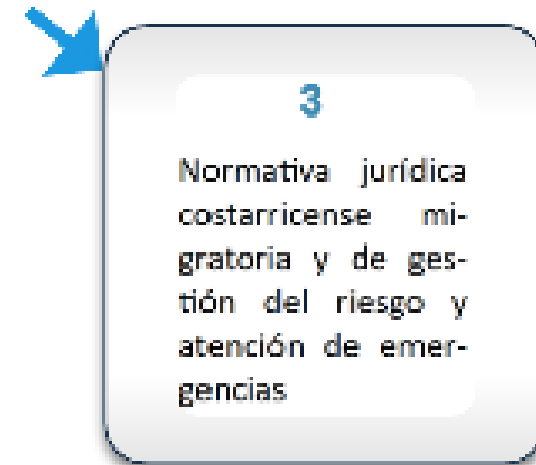 3
Normativa jurídica
costarricense mi-
gratoria y de ges-
tión del riesgo y
atención de emer-
gencias